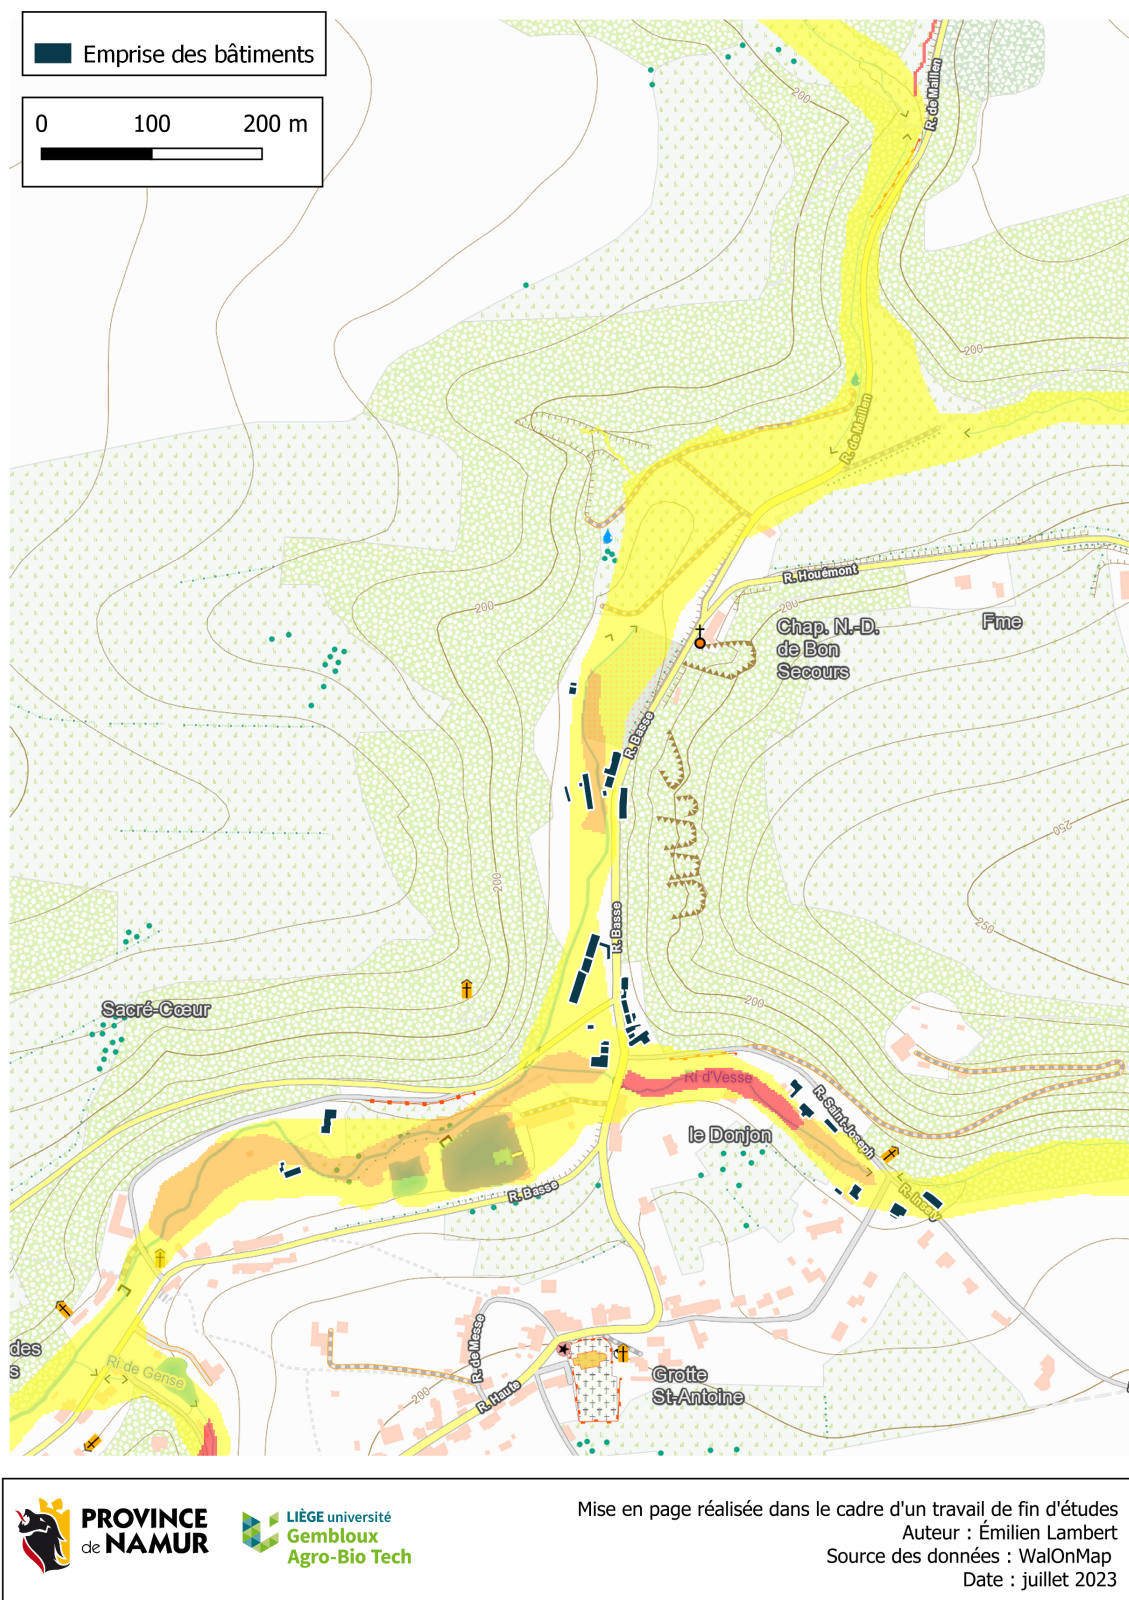 Emprise des bâtiments
0 100 200 m
R. de Maillen
200
200
R. de Maillen
R. Houémont
200
200
Chap. N.-D.
de Bon
Secours
Fme
R. Basse
250
200
R. Basse
250
Sacré-Cœur
200
Ri d'Vesse
R. Saint-Joseph
le Donjon
R. Basse
R. Insely
des
s
Ri de Gense
R. de Messe
200
R. Haute
Grotte
St-Antoine
PROVINCE
de NAMUR
LIÈGE université
Gembloux
Agro-Bio Tech
Mise en page réalisée dans le cadre d'un travail de fin d'études
Auteur : Émilien Lambert
Source des données : WalOnMap
Date : juillet 2023